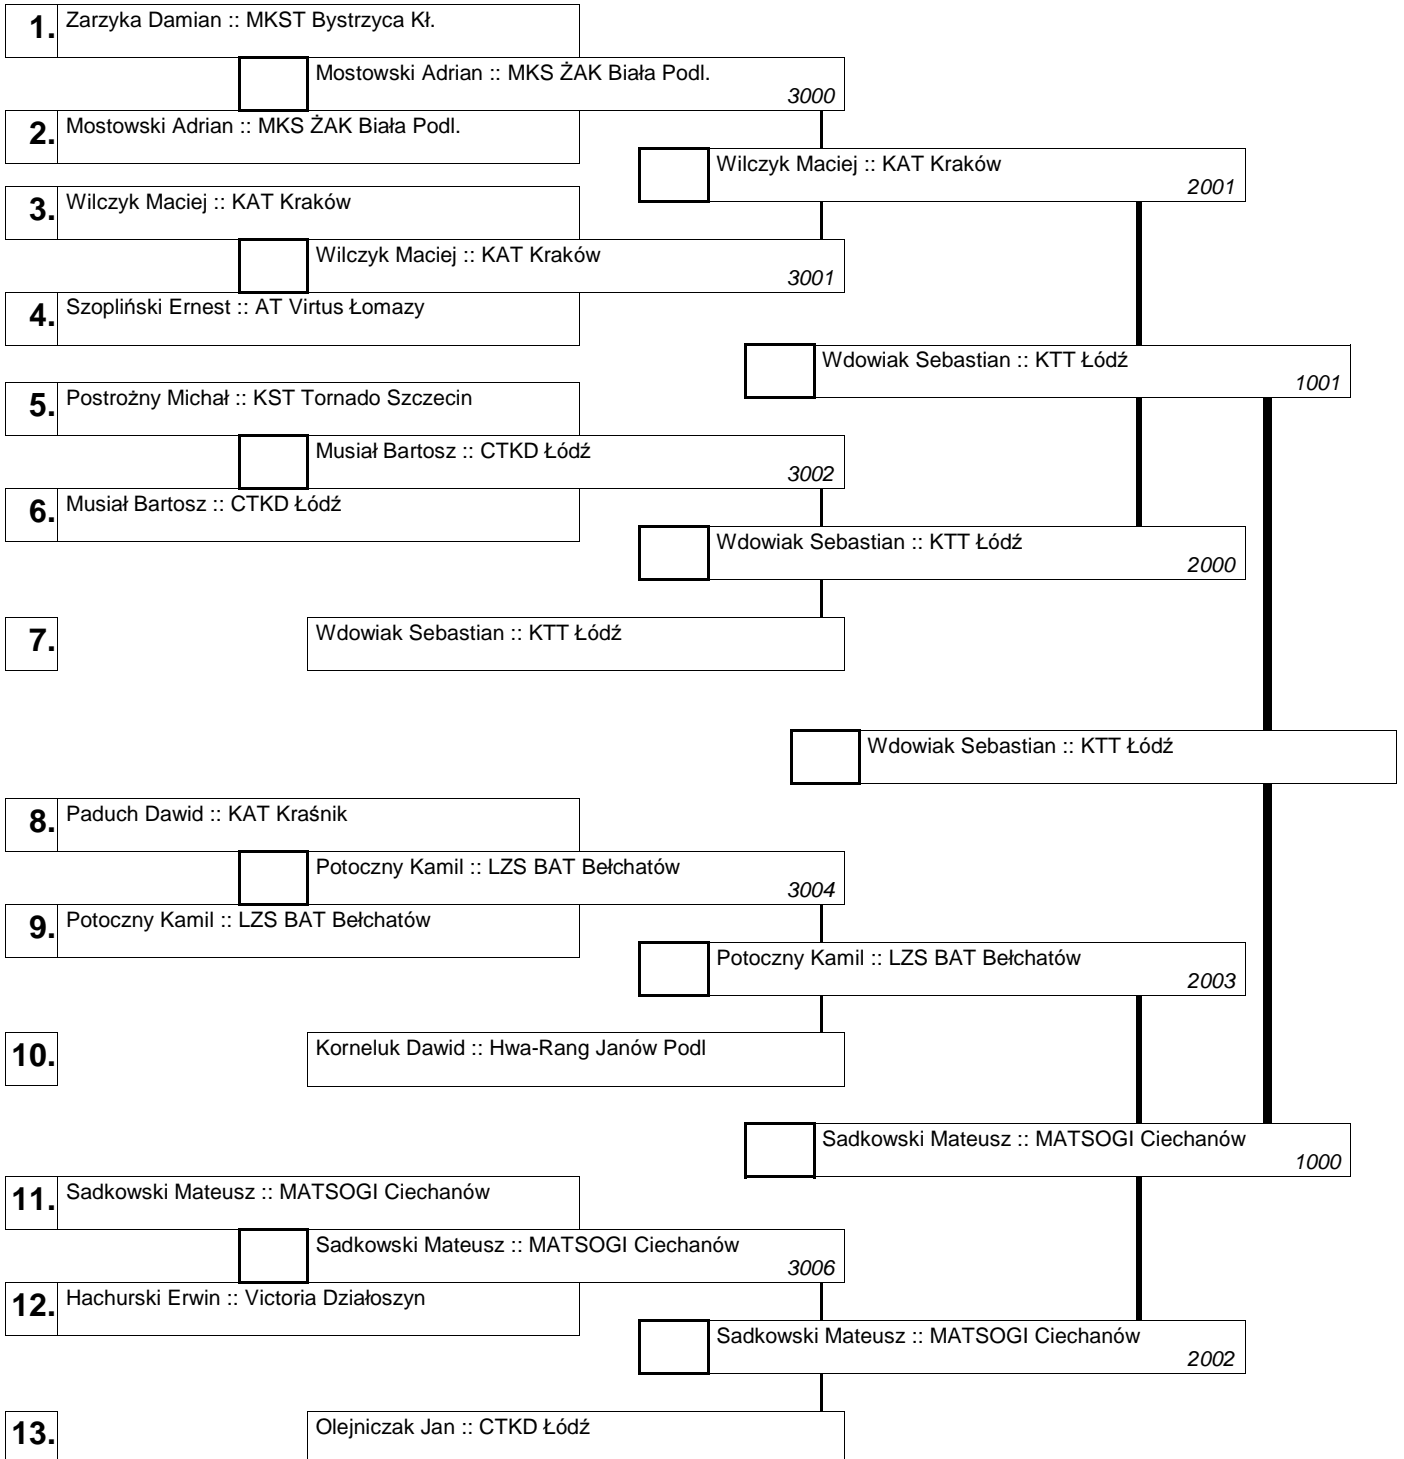 1. Zarzyka Damian :: MKST Bystrzyca Kł.
Mostowski Adrian :: MKS ŻAK Biała Podl.
3000
2. Mostowski Adrian :: MKS ŻAK Biała Podl.
Wilczyk Maciej :: KAT Kraków
2001
3. Wilczyk Maciej :: KAT Kraków
Wilczyk Maciej :: KAT Kraków
3001
4. Szopliński Ernest :: AT Virtus Łomazy
Wdowiak Sebastian :: KTT Łódź
1001
5. Postrożny Michał :: KST Tornado Szczecin
Musiał Bartosz :: CTKD Łódź
3002
6. Musiał Bartosz :: CTKD Łódź
Wdowiak Sebastian :: KTT Łódź
2000
7. Wdowiak Sebastian :: KTT Łódź
Wdowiak Sebastian :: KTT Łódź
8. Paduch Dawid :: KAT Kraśnik
Potoczny Kamil :: LZS BAT Bełchatów
3004
9. Potoczny Kamil :: LZS BAT Bełchatów
Potoczny Kamil :: LZS BAT Bełchatów
2003
10. Korneluk Dawid :: Hwa-Rang Janów Podl
Sadkowski Mateusz :: MATSOGI Ciechanów
1000
11. Sadkowski Mateusz :: MATSOGI Ciechanów
Sadkowski Mateusz :: MATSOGI Ciechanów
3006
12. Hachurski Erwin :: Victoria Działoszyn
Sadkowski Mateusz :: MATSOGI Ciechanów
2002
13. Olejniczak Jan :: CTKD Łódź